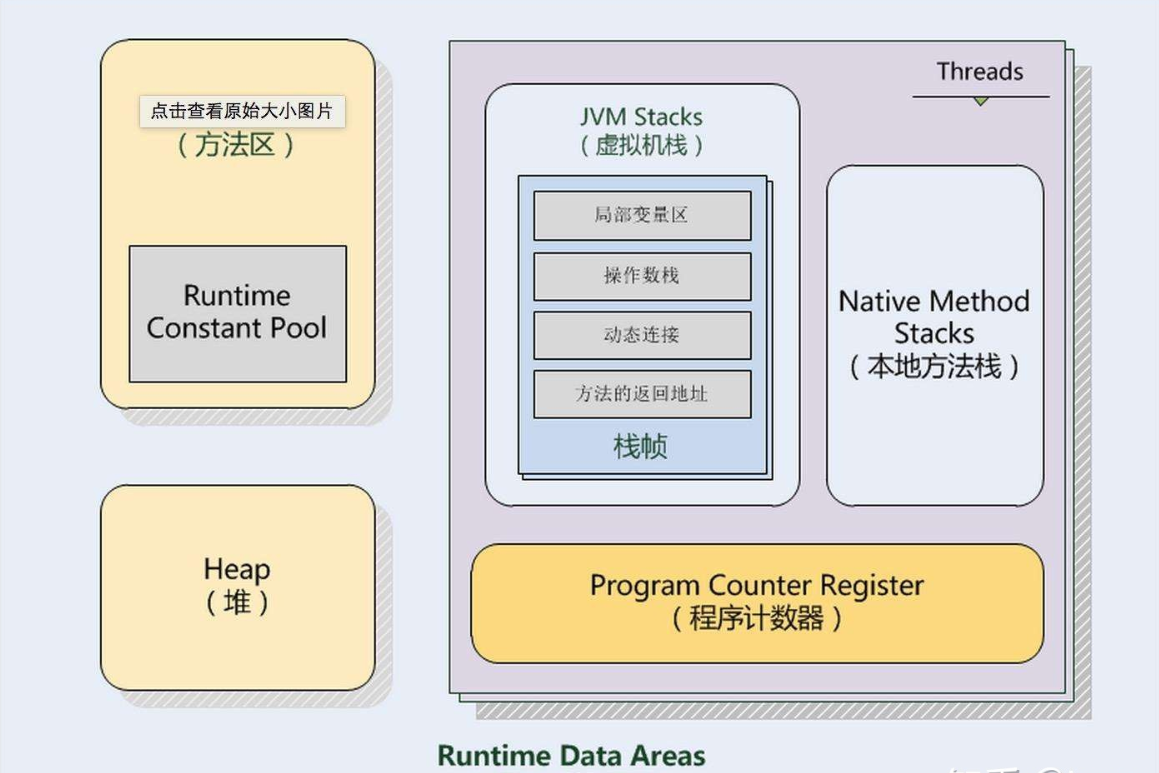 点击查看原始大小图片
（方法区）
Runtime
Constant Pool
Heap
（堆）
Threads
JVM Stacks
（虚拟机栈）
局部变量区
操作数栈
动态连接
方法的返回地址
栈帧
Native Method
Stacks
（本地方法栈）
Program Counter Register
（程序计数器）
Runtime Data Areas